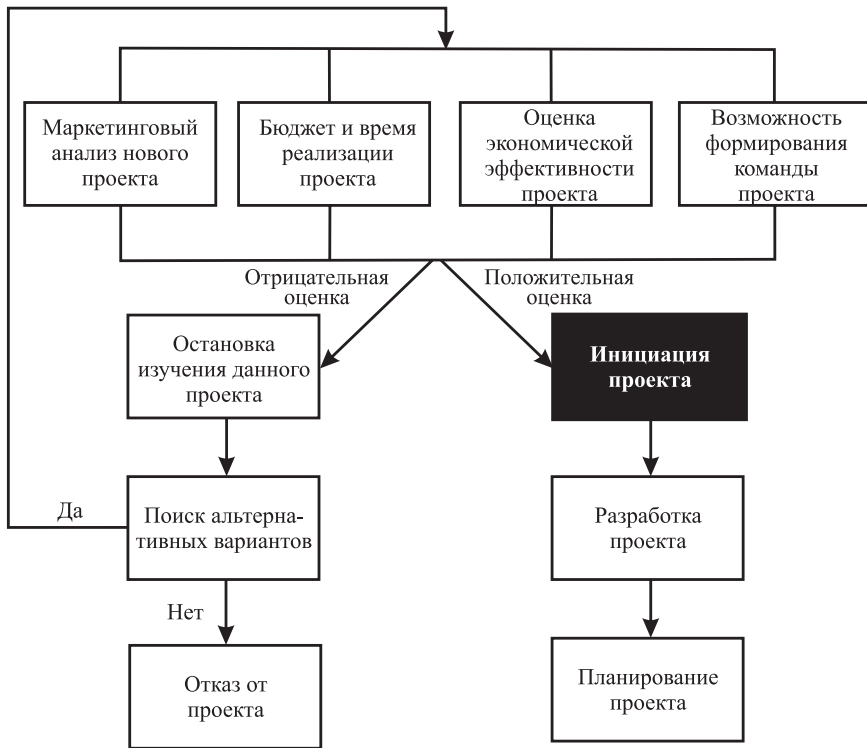 Маркетинговый
анализ нового
проекта
Бюджет и время
реализации
проекта
Оценка
экономической
эффективности
проекта
Возможность
формирования
команды
проекта
Отрицательная
оценка
Положительная
оценка
Остановка
изучения данного
проекта
Инициация
проекта
Да
Поиск альтерна-
тивных вариантов
Разработка
проекта
Нет
Отказ от
проекта
Планирование
проекта